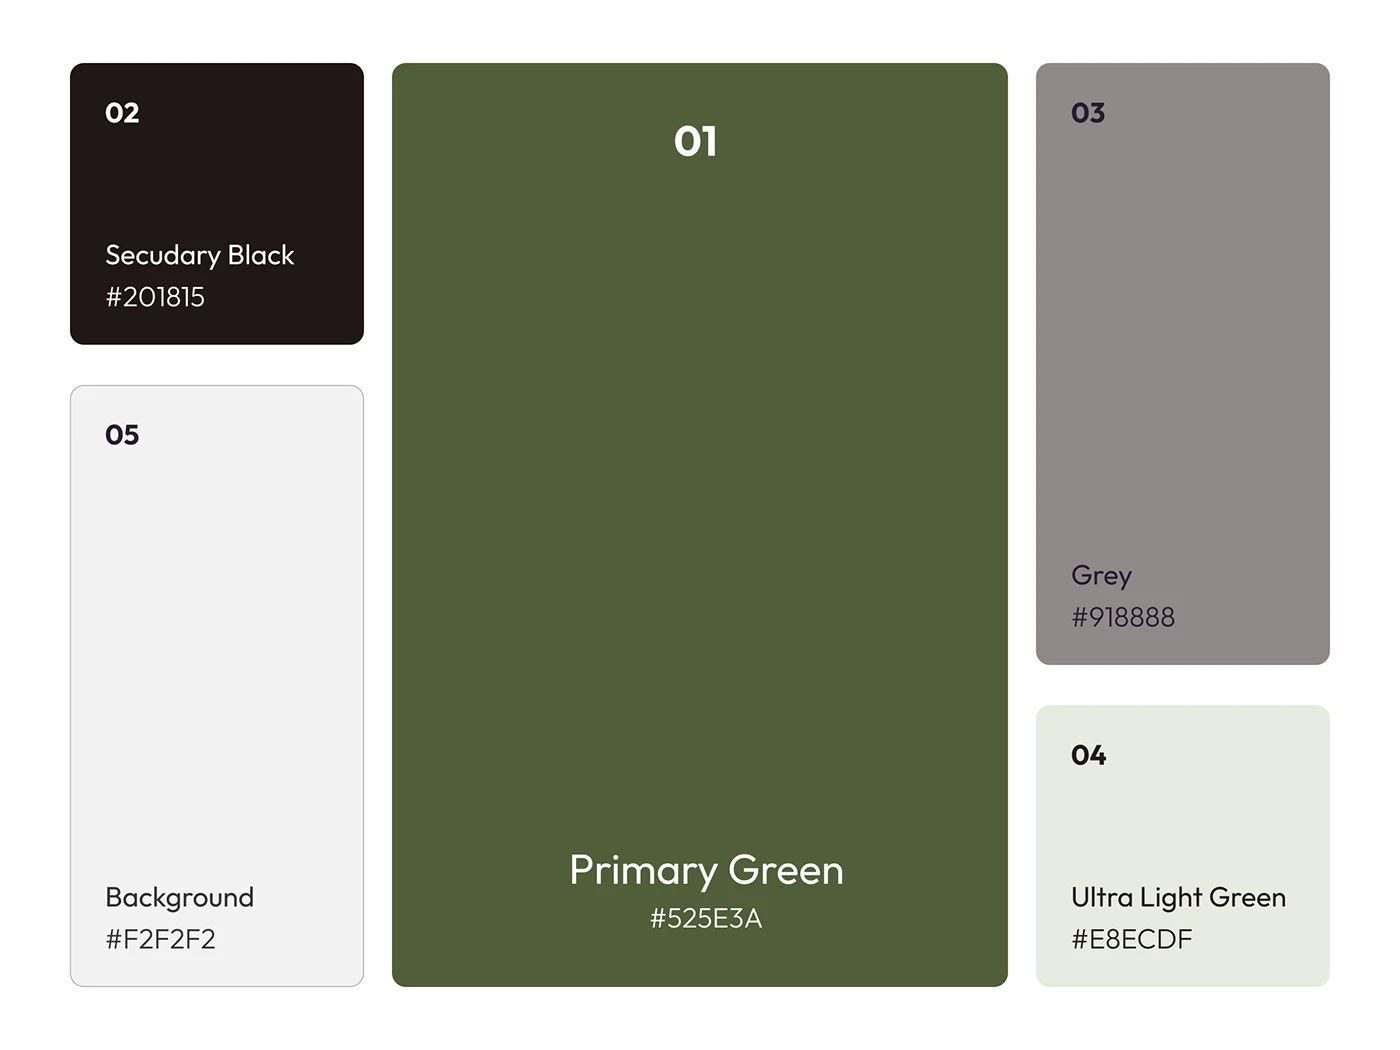 02
Secudary Black
#201815
05
Background
#F2F2F2
01
Primary Green
#525E3A
03
Grey
#918888
04
Ultra Light Green
#E8ECDF